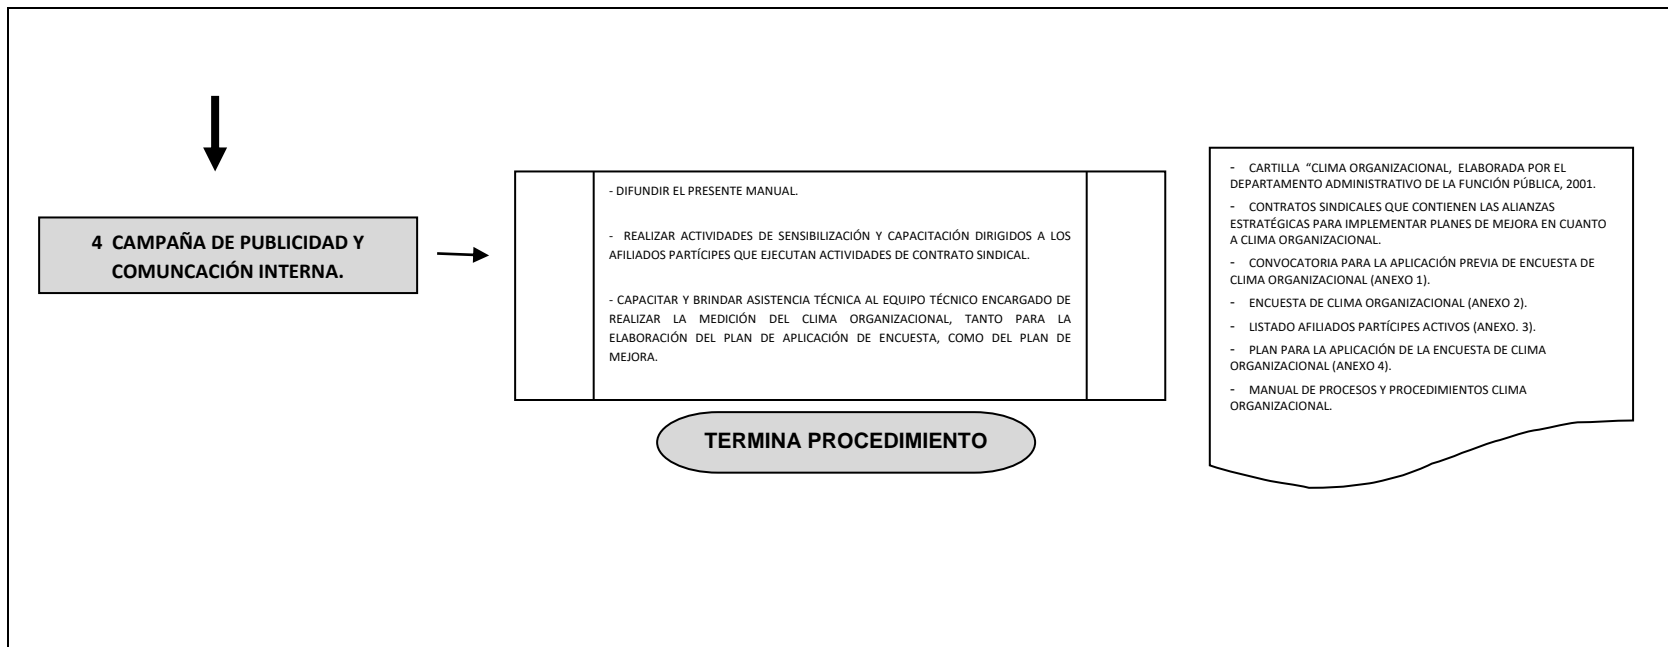 4 CAMPAÑA DE PUBLICIDAD Y
COMUNCACIÓN INTERNA.
- DIFUNDIR EL PRESENTE MANUAL.
- REALIZAR ACTIVIDADES DE SENSIBILIZACIÓN Y CAPACITACIÓN DIRIGIDOS A LOS
AFILIADOS PARTÍCIPES QUE EJECUTAN ACTIVIDADES DE CONTRATO SINDICAL.
- CAPACITAR Y BRINDAR ASISTENCIA TÉCNICA AL EQUIPO TÉCNICO ENCARGADO DE
REALIZAR LA MEDICIÓN DEL CLIMA ORGANIZACIONAL, TANTO PARA LA
ELABORACIÓN DEL PLAN DE APLICACIÓN DE ENCUESTA, COMO DEL PLAN DE
MEJORA.
TERMINA PROCEDIMIENTO
- CARTILLA “CLIMA ORGANIZACIONAL, ELABORADA POR EL
DEPARTAMENTO ADMINISTRATIVO DE LA FUNCIÓN PÚBLICA, 2001.
- CONTRATOS SINDICALES QUE CONTIENEN LAS ALIANZAS
ESTRATÉGICAS PARA IMPLEMENTAR PLANES DE MEJORA EN CUANTO
A CLIMA ORGANIZACIONAL.
- CONVOCATORIA PARA LA APLICACIÓN PREVIA DE ENCUESTA DE
CLIMA ORGANIZACIONAL (ANEXO 1).
- ENCUESTA DE CLIMA ORGANIZACIONAL (ANEXO 2).
- LISTADO AFILIADOS PARTÍCIPES ACTIVOS (ANEXO. 3).
- PLAN PARA LA APLICACIÓN DE LA ENCUESTA DE CLIMA
ORGANIZACIONAL (ANEXO 4).
- MANUAL DE PROCESOS Y PROCEDIMIENTOS CLIMA
ORGANIZACIONAL.